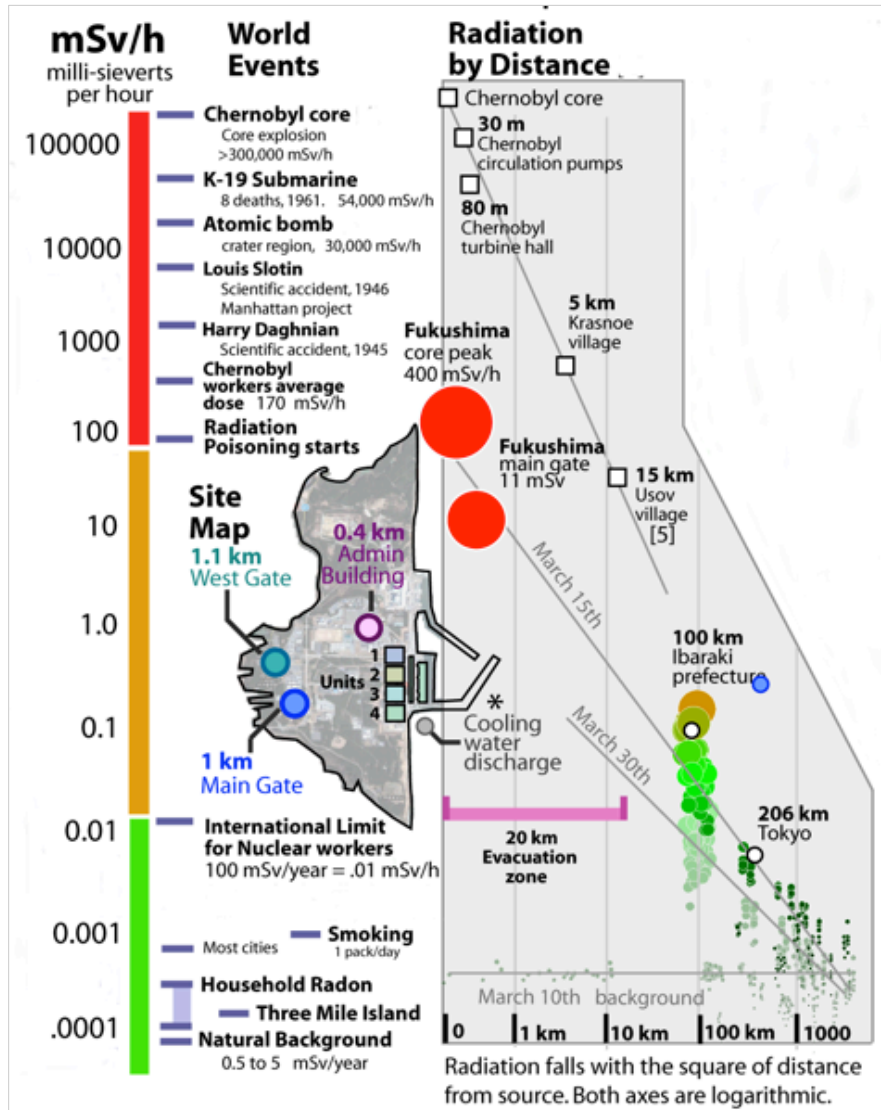 mSv/h
milli-sieverts
per hour
100000
10000
1000
100
10
1.0
0.1
0.01
0.001
.0001
World
Events
Chernobyl core
Core explosion
>300,000 mSv/h
K-19 Submarine
8 deaths, 1961. 54,000 mSv/h
Atomic bomb
crater region, 30,000 mSv/h
Louis Slotin
Scientific accident, 1946
Manhattan project
Harry Daghnian
Scientific accident, 1945
Chernobyl
workers average
dose 170 mSv/h
Radiation
Poisoning starts
Site
Map
1.1 km
West Gate
0.4 km
Admin
Building
Units
1
2
3
4
1 km
Main Gate
*
Cooling
water
discharge
International Limit
for Nuclear workers
100 mSv/year = .01 mSv/h
Smoking
1 pack/day
Most cities
Household Radon
Three Mile Island
Natural Background
0.5 to 5 mSv/year
Radiation
by Distance
Chernobyl core
30 m
Chernobyl
circulation pumps
80 m
Chernobyl
turbine hall
5 km
Krasnoe
village
Fukushima
core peak
400 mSv/h
Fukushima
main gate
11 mSv
15 km
Usov
village
[5]
March 15th
100 km
Ibaraki
prefecture
March 30th
20 km
Evacuation
zone
206 km
Tokyo
March 10th background
0 1 km 10 km 100 km 1000
Radiation falls with the square of distance
from source. Both axes are logarithmic.